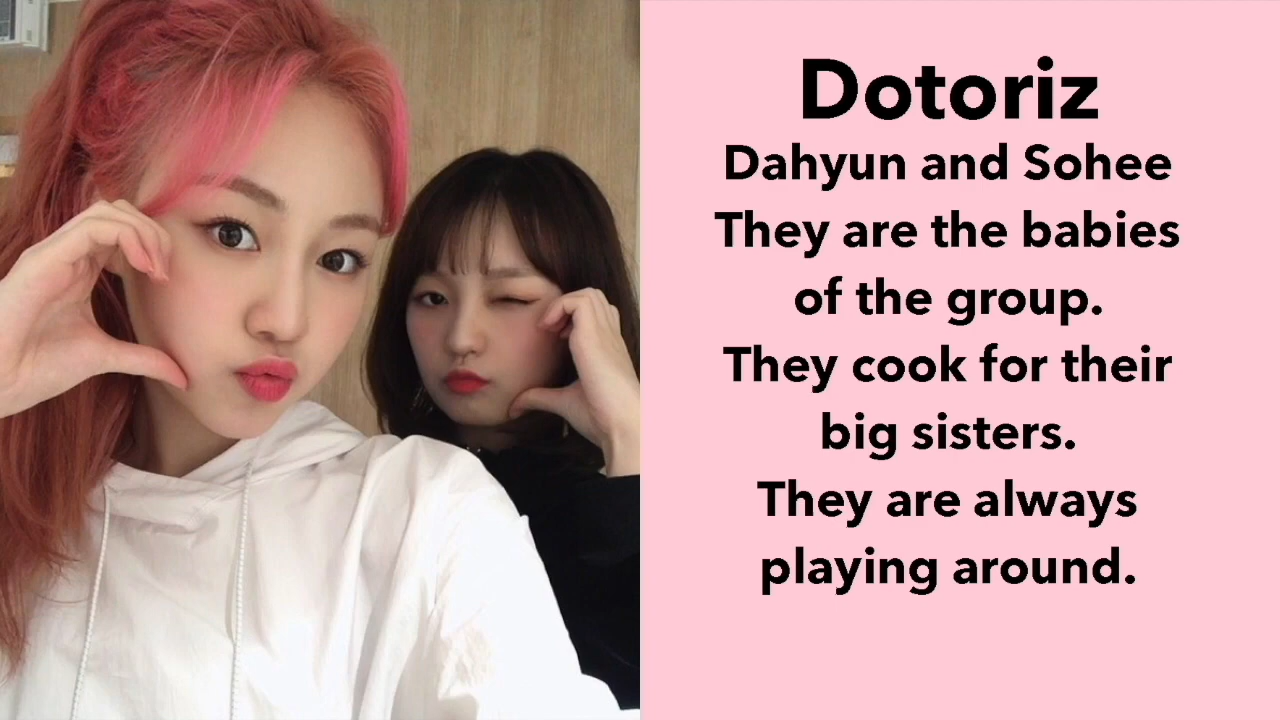 Dotoriz
Dahyun and Sohee
They are the babies
of the group.
They cook for their
big sisters.
They are always
playing around.